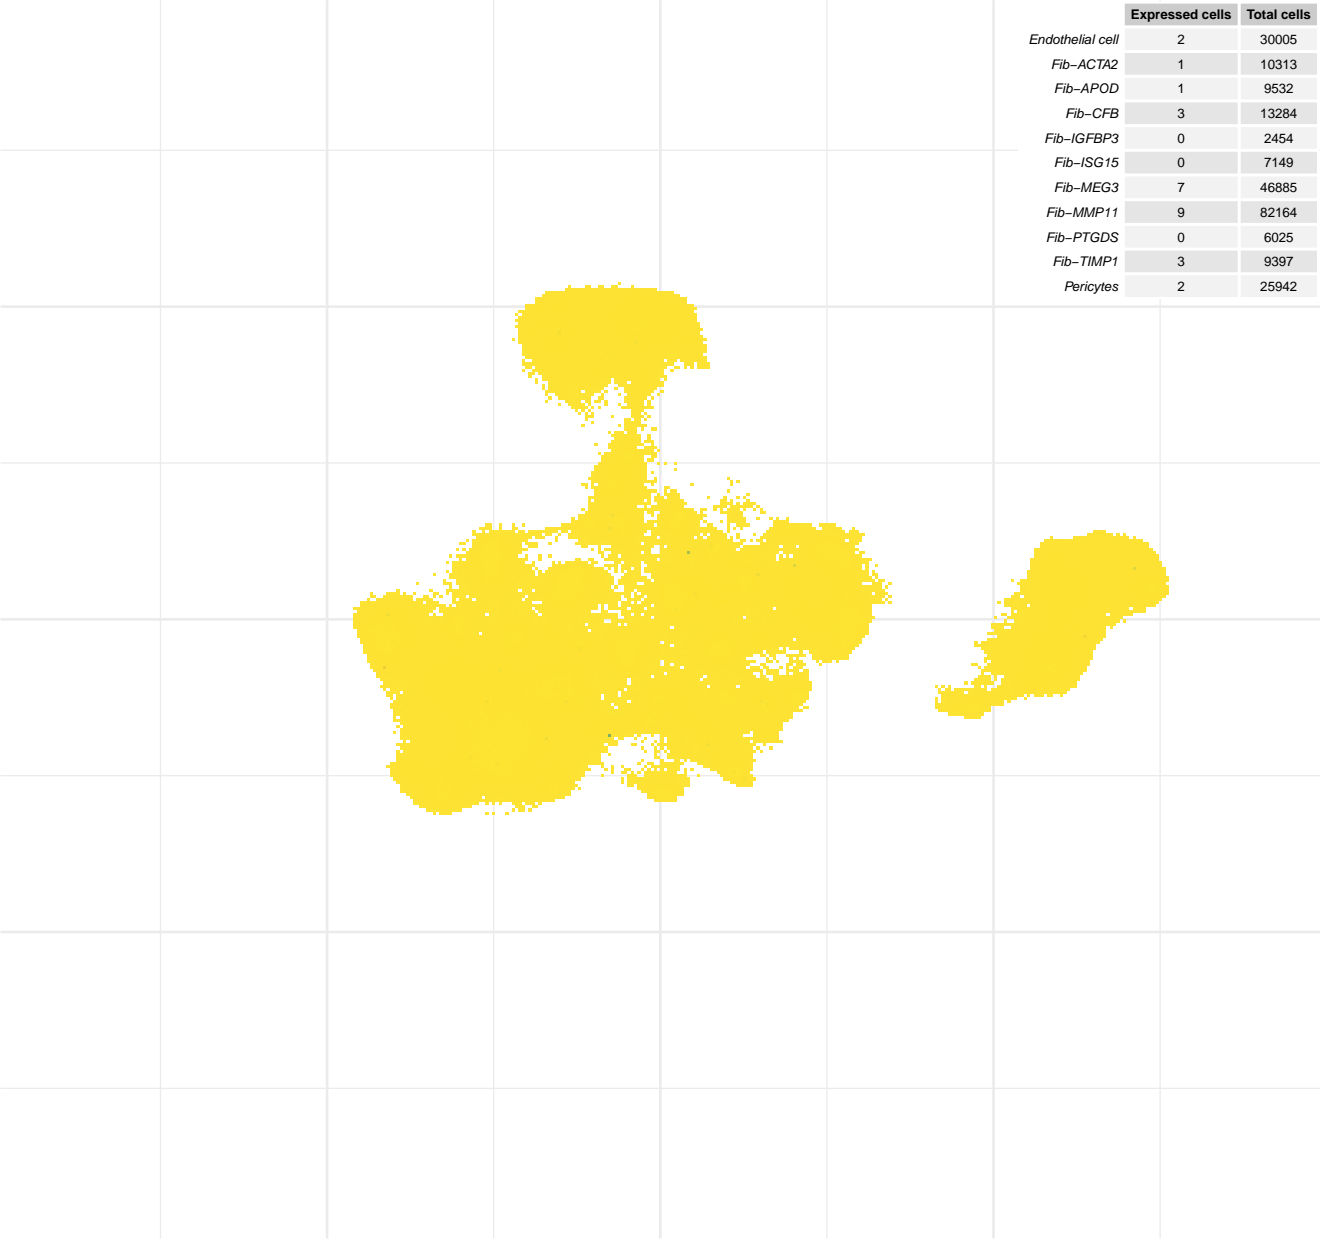 Expressed cells Total cells
Endothelial cell 2 30005
Fib−ACTA2 1 10313
Fib−APOD 1 9532
Fib−CFB 3 13284
Fib−IGFBP3 0 2454
Fib−ISG15 0 7149
Fib−MEG3 7 46885
Fib−MMP11 9 82164
Fib−PTGDS 0 6025
Fib−TIMP1 3 9397
Pericytes 2 25942